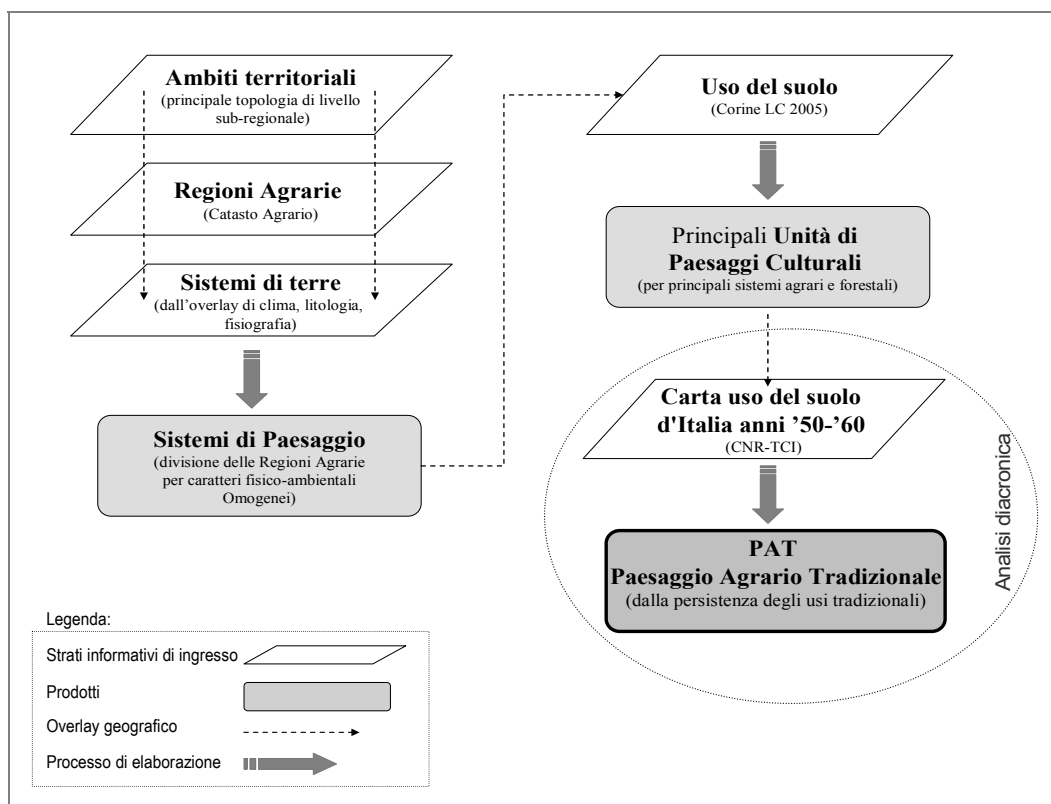 Ambiti territoriali
(principale topologia di livello
sub-regionale)
Regioni Agrarie
(Catasto Agrario)
Sistemi di terre
(dall'overlay di clima, litologia,
fisiografia)
Sistemi di Paesaggio
(divisione delle Regioni Agrarie
per caratteri fisico-ambientali
Omogenei)
Uso del suolo
(Corine LC 2005)
Principali Unità di
Paesaggi Culturali
(per principali sistemi agrari e forestali)
Carta uso del suolo
d'Italia anni ’50-’60
(CNR-TCI)
PAT
Paesaggio Agrario Tradizionale
(dalla persistenza degli usi tradizionali)
Analisi diacronica
Legenda:
Strati informativi di ingresso
Prodotti
Overlay geografico
Processo di elaborazione